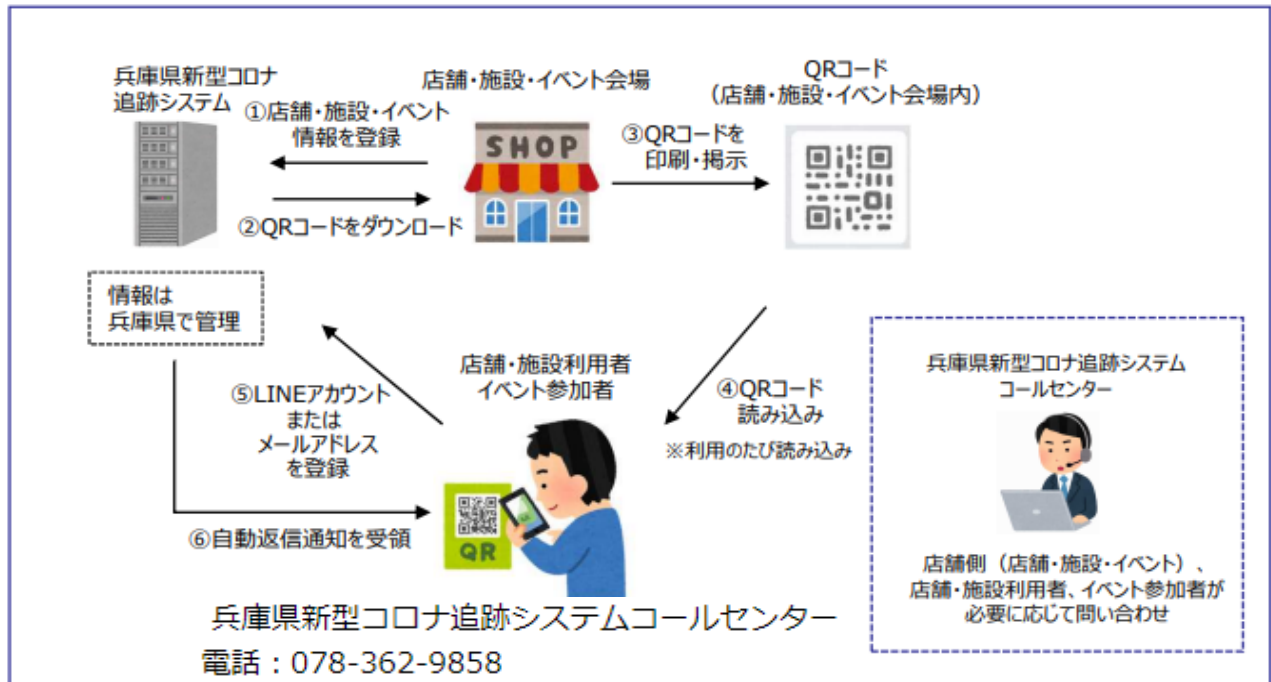 兵庫県新型コロナ
追跡システム
①店舗・施設・イベント
情報を登録
②QRコードをダウンロード
店舗・施設・イベント会場
SHOP
③QRコードを
印刷・掲示
QRコード
（店舗・施設・イベント会場内）
情報は
兵庫県で管理
⑤LINEアカウント
または
メールアドレス
を登録
⑥自動返信通知を受領
店舗・施設利用者
イベント参加者
QR
④QRコード
読み込み
※利用のたび読み込み
兵庫県新型コロナ追跡システム
コールセンター
店舗側（店舗・施設・イベント）、
店舗・施設利用者、イベント参加者が
必要に応じて問い合わせ
兵庫県新型コロナ追跡システムコールセンター
電話：078-362-9858